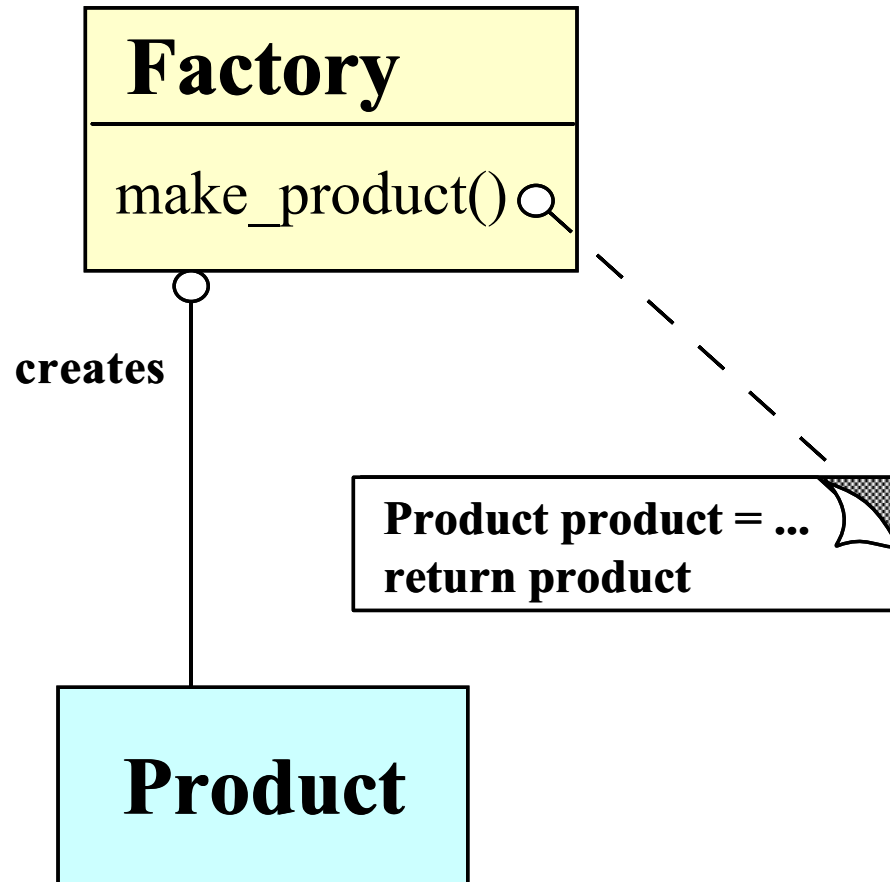 Factory
make_product()
creates
Product product = ...
return product
Product